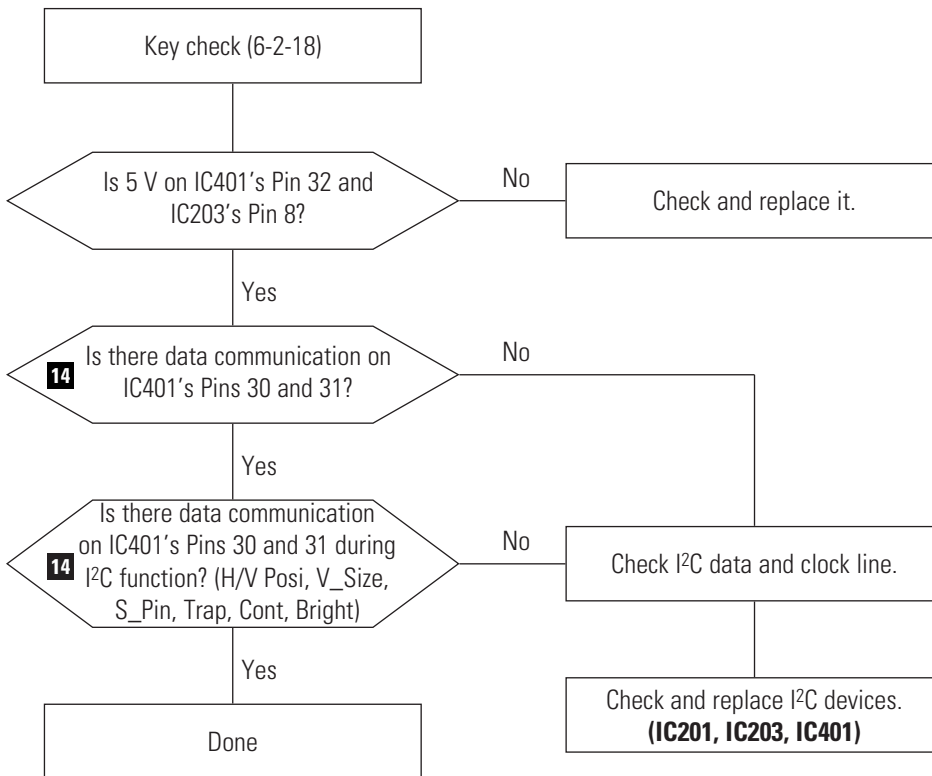 Key check (6-2-18)
Is 5 V on IC401's Pin 32 and
IC203's Pin 8?
No
Check and replace it.
Yes
14
Is there data communication on
IC401's Pins 30 and 31?
No
Yes
14
Is there data communication
on IC401's Pins 30 and 31 during
I²C function? (H/V Posi, V_Size,
S_Pin, Trap, Cont, Bright)
No
Check I²C data and clock line.
Yes
Check and replace I²C devices.
(IC201, IC203, IC401)
Done